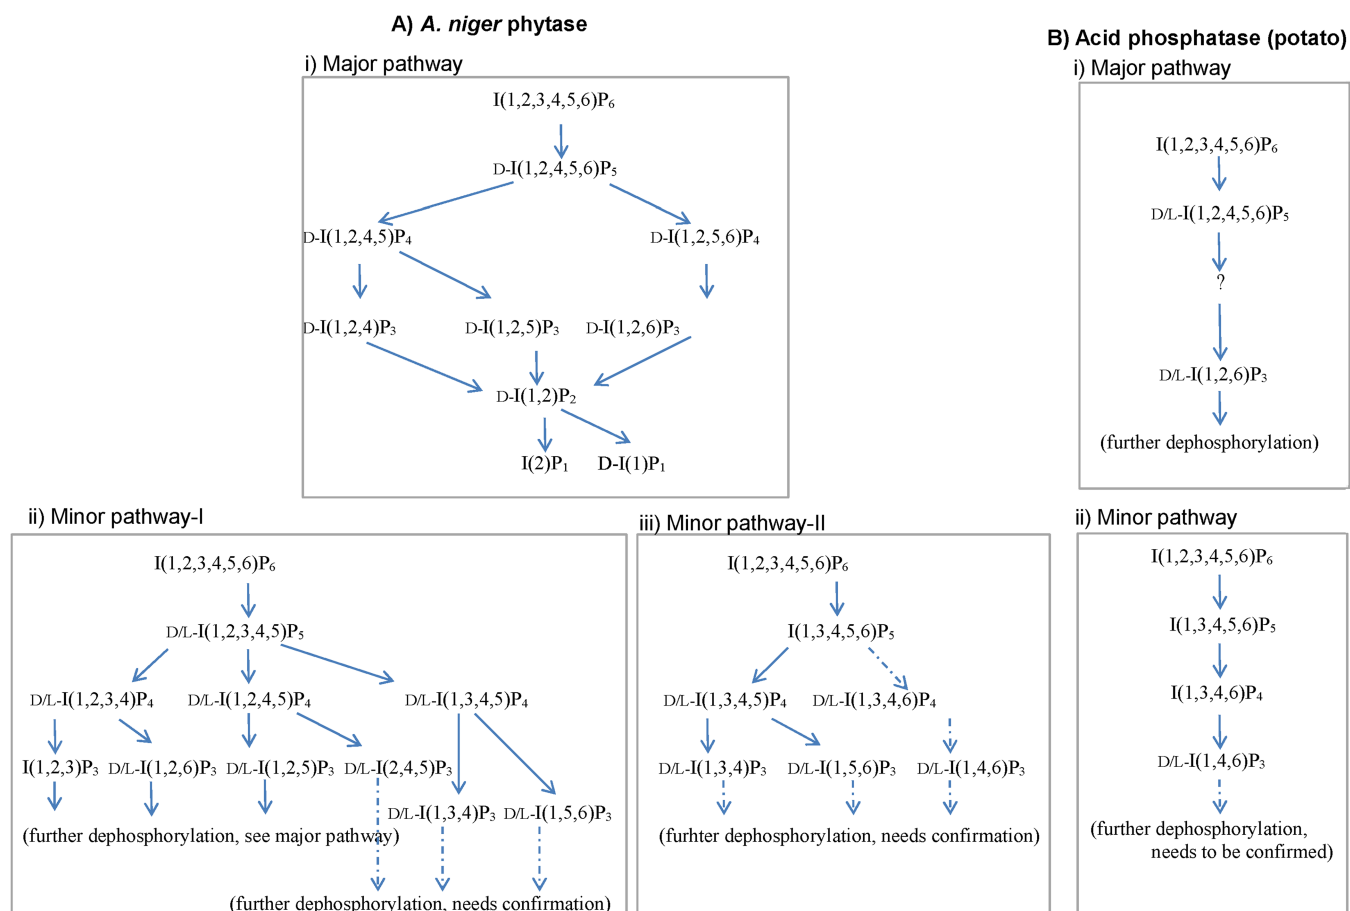 A) A. niger phytase
i) Major pathway
I(1,2,3,4,5,6)P6
D-I(1,2,4,5,6)P5
D-I(1,2,4,5)P4 D-I(1,2,5,6)P4
D-I(1,2,4)P3 D-I(1,2,5)P3 D-I(1,2,6)P3
D-I(1,2)P2
I(2)P1 D-I(1)P1
B) Acid phosphatase (potato)
i) Major pathway
I(1,2,3,4,5,6)P6
D/L-I(1,2,4,5,6)P5
?
D/L-I(1,2,6)P3
(further dephosphorylation)
ii) Minor pathway-I
I(1,2,3,4,5,6)P6
D/L-I(1,2,3,4,5)P5
D/L-I(1,2,3,4)P4 D/L-I(1,2,4,5)P4 D/L-I(1,3,4,5)P4
I(1,2,3)P3 D/L-I(1,2,6)P3 D/L-I(1,2,5)P3 D/L-I(2,4,5)P3
D/L-I(1,3,4)P3 D/L-I(1,5,6)P3
(further dephosphorylation, see major pathway)
(further dephosphorylation, needs confirmation)
iii) Minor pathway-II
I(1,2,3,4,5,6)P6
I(1,3,4,5,6)P5
D/L-I(1,3,4,5)P4 D/L-I(1,3,4,6)P4
D/L-I(1,3,4)P3 D/L-I(1,5,6)P3 D/L-I(1,4,6)P3
(furhter dephosphorylation, needs confirmation)
ii) Minor pathway
I(1,2,3,4,5,6)P6
I(1,3,4,5,6)P5
I(1,3,4,6)P4
D/L-I(1,4,6)P3
(further dephosphorylation,
needs to be confirmed)